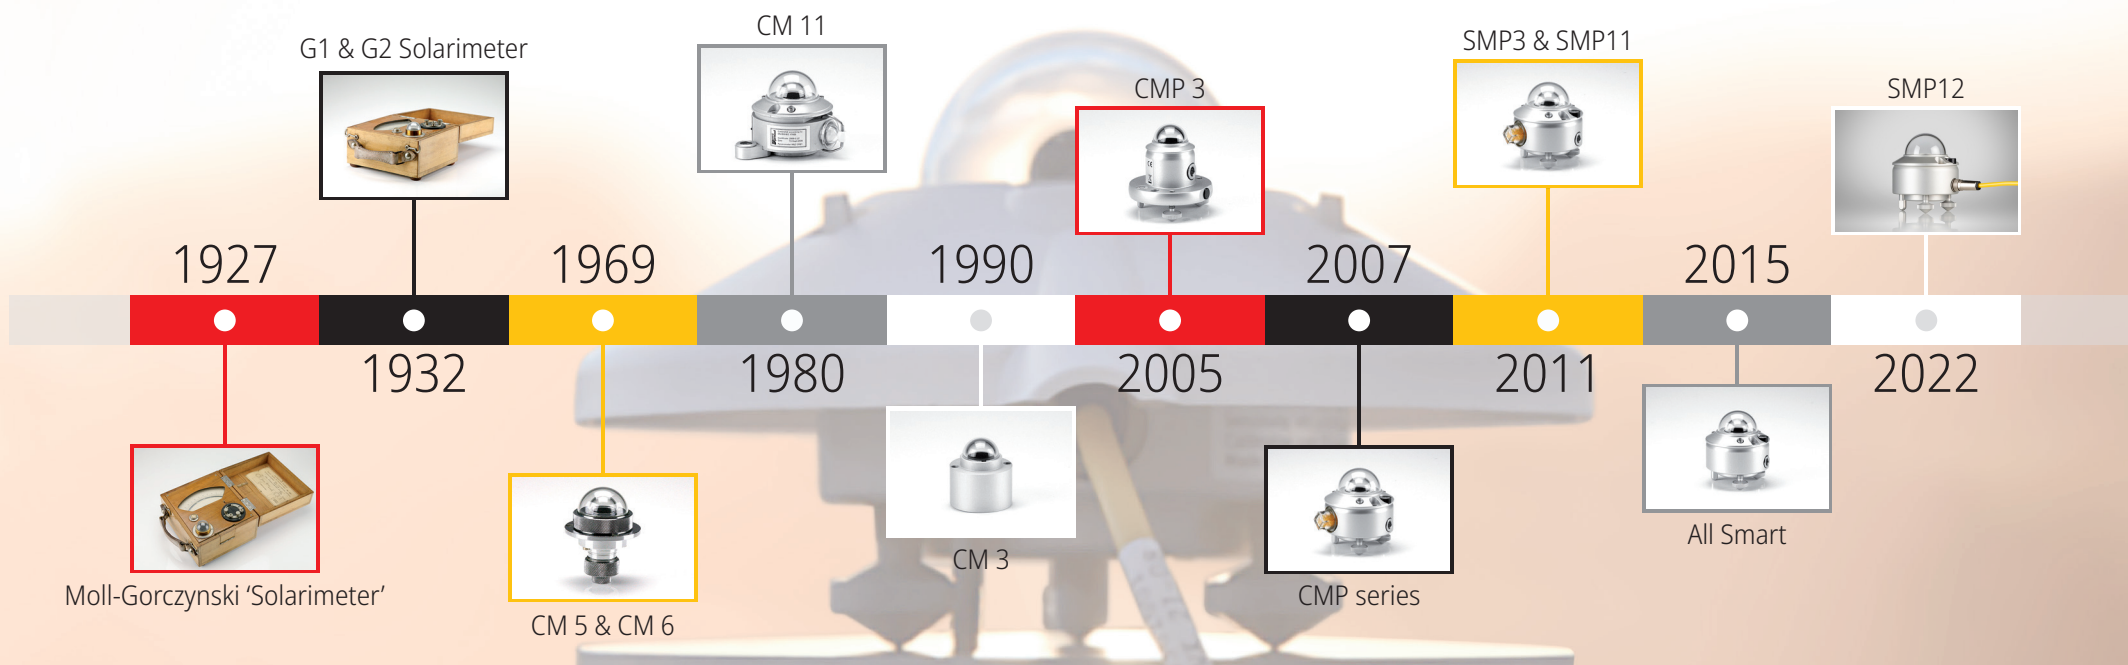 CM 11
G1 & G2 Solarimeter
SMP3 & SMP11
CMP 3
SMP12
1927
1969
1990
2007
2015
1932
1980
2005
2011
2022
All Smart
CM 3
Moll-Gorczynski ‘Solarimeter’
CMP series
CM 5 & CM 6